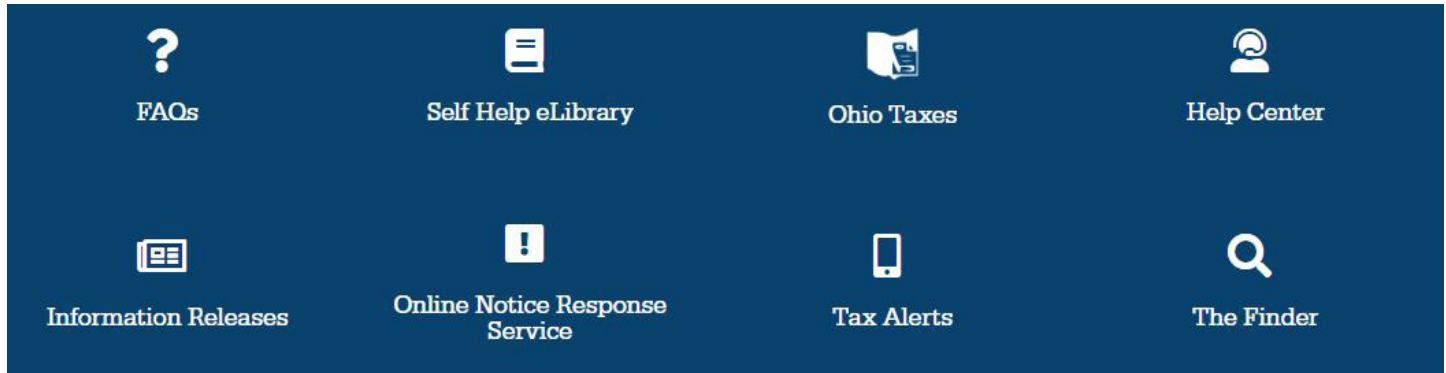 FAQs
Self Help eLibrary
Ohio Taxes
Help Center
Information Releases
Online Notice Response
Service
Tax Alerts
The Finder